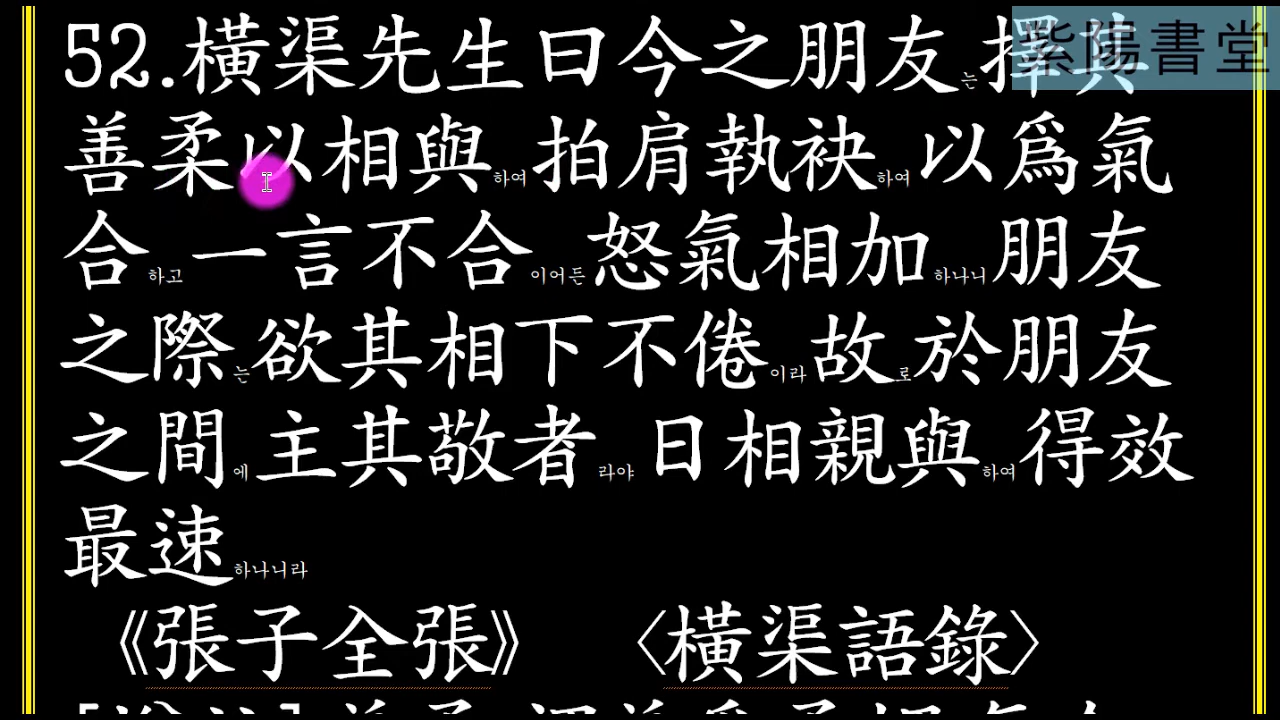 52.橫渠先生曰今之朋友는擇其
紫陽書堂
善柔以相與하여拍肩執袂하여以爲氣
合하고一言不合이어든怒氣相加하나니朋友
之際는欲其相下不倦이라故로於朋友
之間에主其敬者라야日相親與하여得效
最速하나니라
《張子全張》 〈橫渠語錄〉